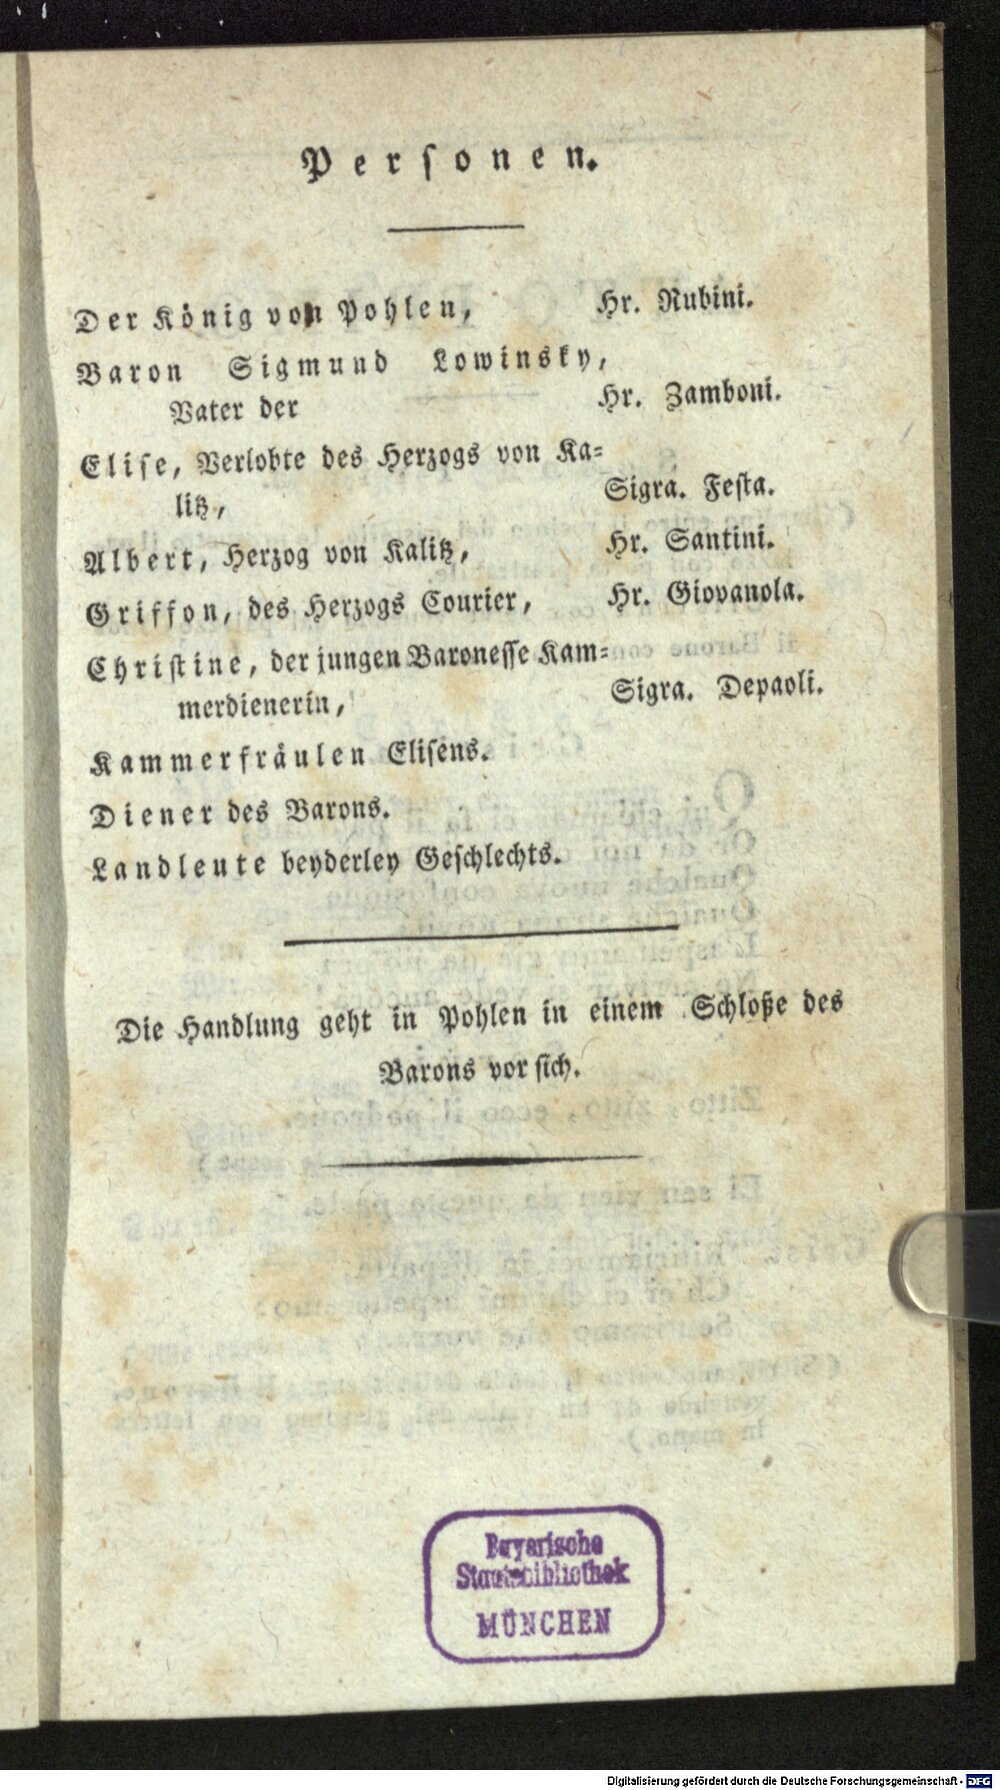 Personen.
Der König von Pohlen, Hr. Rubini.
Baron Sigmund Lowinsky,
Vater der Hr. Zamboni.
Elise, Verlobte des Herzogs von Ka-
litz, Sigra. Festa.
Albert, Herzog von Kalitz, Hr. Santini.
Griffon, des Herzogs Courier, Hr. Giovanola.
Christine, der jungen Baronesse Kam-
merdienerin, Sigra. Depaoli.
Kammerfräulen Elisens.
Diener des Barons.
Landleute beyderley Geschlechts.
Die Handlung geht in Pohlen in einem Schloße des
Barons vor sich.
Bayerische
Staatsbibliothek
MÜNCHEN
Digitalisierung gefördert durch die Deutsche Forschungsgemeinschaft - DFG